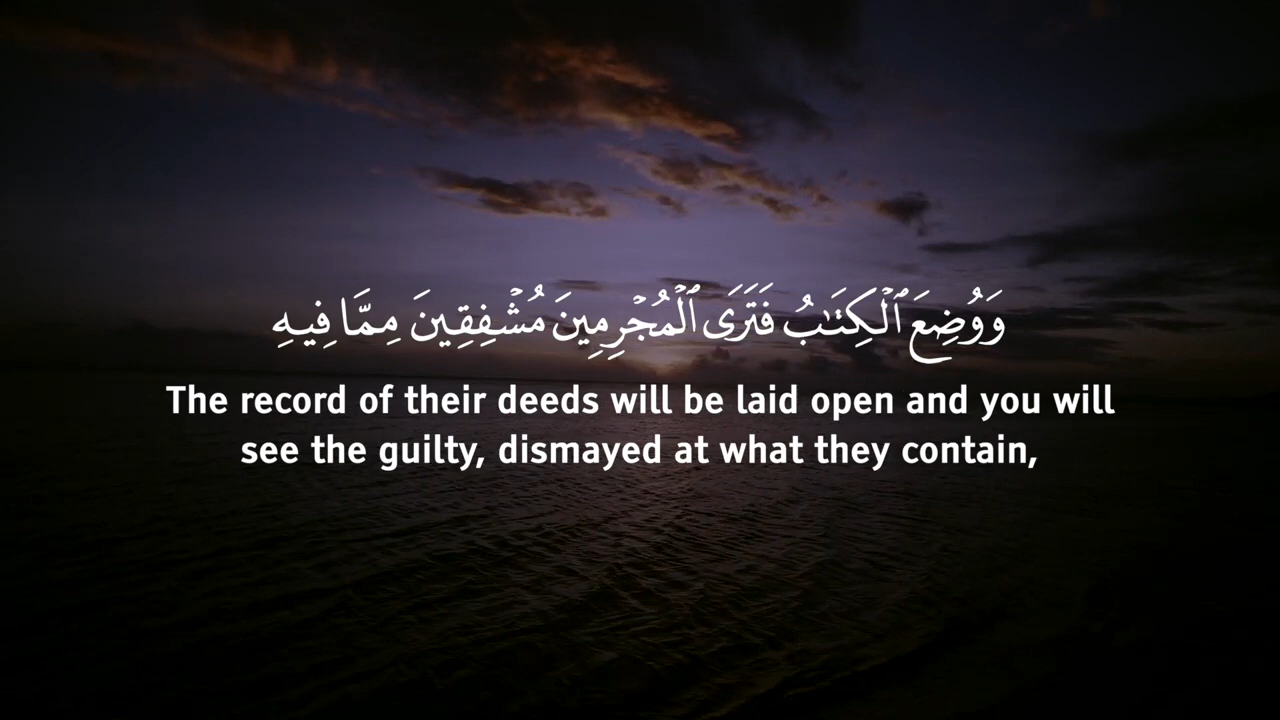 وَوُضِعَ ٱلْكِتَـٰبُ فَتَرَى ٱلْمُجْرِمِينَ مُشْفِقِينَ مِمَّا فِيهِ
The record of their deeds will be laid open and you will
see the guilty, dismayed at what they contain,